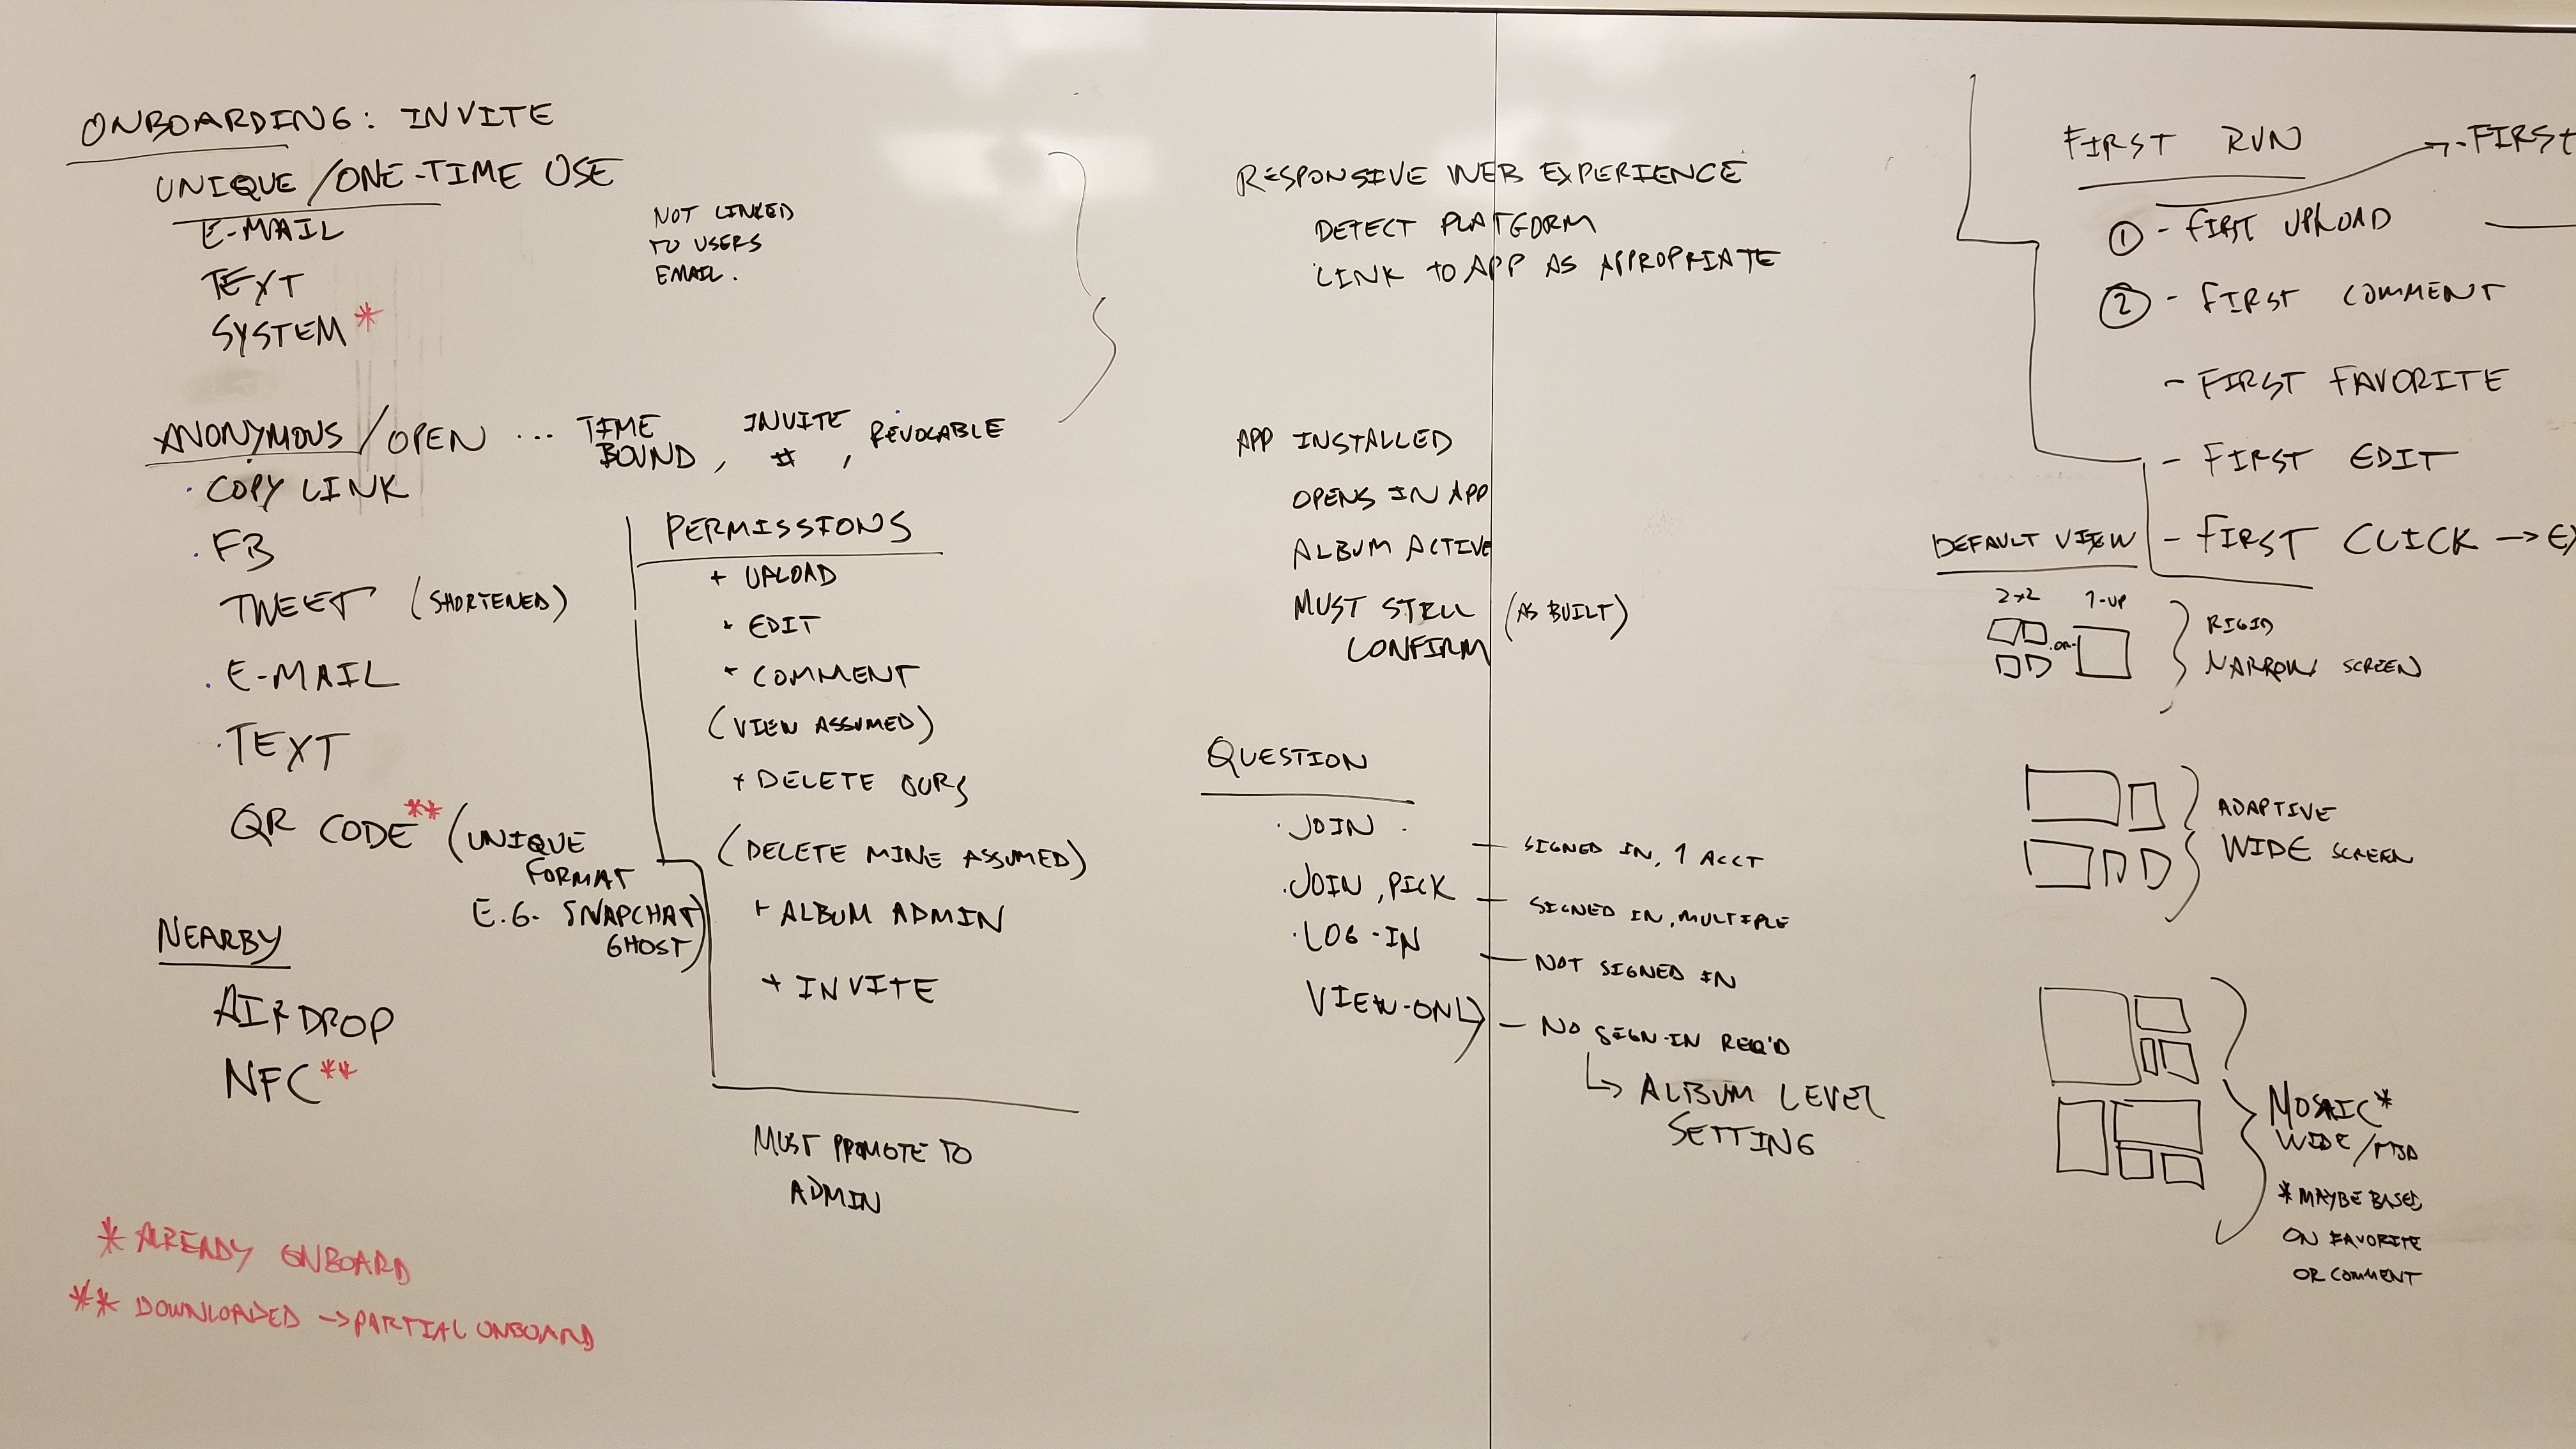 ONBOARDING: INVITE
UNIQUE / ONE-TIME USE
E-MAIL
TEXT
SYSTEM *
NOT LINKED
TO USERS
EMAIL.
ANONYMOUS / OPEN ... TIME BOUND, INVITE #, REVOCABLE
· COPY LINK
· FB
TWEET (SHORTENED)
· E-MAIL
· TEXT
QR CODE ** (UNIQUE
FORMAT
E.G. SNAPCHAT
GHOST)
NEARBY
AIRDROP
NFC **
* ALREADY ONBOARD
** DOWNLOADED → PARTIAL ONBOARD
PERMISSIONS
+ UPLOAD
+ EDIT
+ COMMENT
(VIEW ASSUMED)
+ DELETE OURS
(DELETE MINE ASSUMED)
+ ALBUM ADMIN
+ INVITE
MUST PROMOTE TO
ADMIN
RESPONSIVE WEB EXPERIENCE
DETECT PLATFORM
LINK TO APP AS APPROPRIATE
APP INSTALLED
OPENS IN APP
ALBUM ACTIVE
MUST STILL (AS BUILT)
CONFIRM
QUESTION
· JOIN - SIGNED IN, 1 ACCT
· JOIN, PICK - SIGNED IN, MULTIPLE
· LOG-IN - NOT SIGNED IN
VIEW-ONLY - NO SIGN-IN REQ'D
↳ ALBUM LEVEL
SETTING
FIRST RUN → - FIRST
① - FIRST UPLOAD
② - FIRST COMMENT
- FIRST FAVORITE
- FIRST EDIT
- FIRST CLICK →
DEFAULT VIEW
2x2 -OR- 1-UP
RIGID
NARROW SCREEN
ADAPTIVE
WIDE SCREEN
MOSAIC *
WIDE /
* MAYBE BASED
ON FAVORITE
OR COMMENT